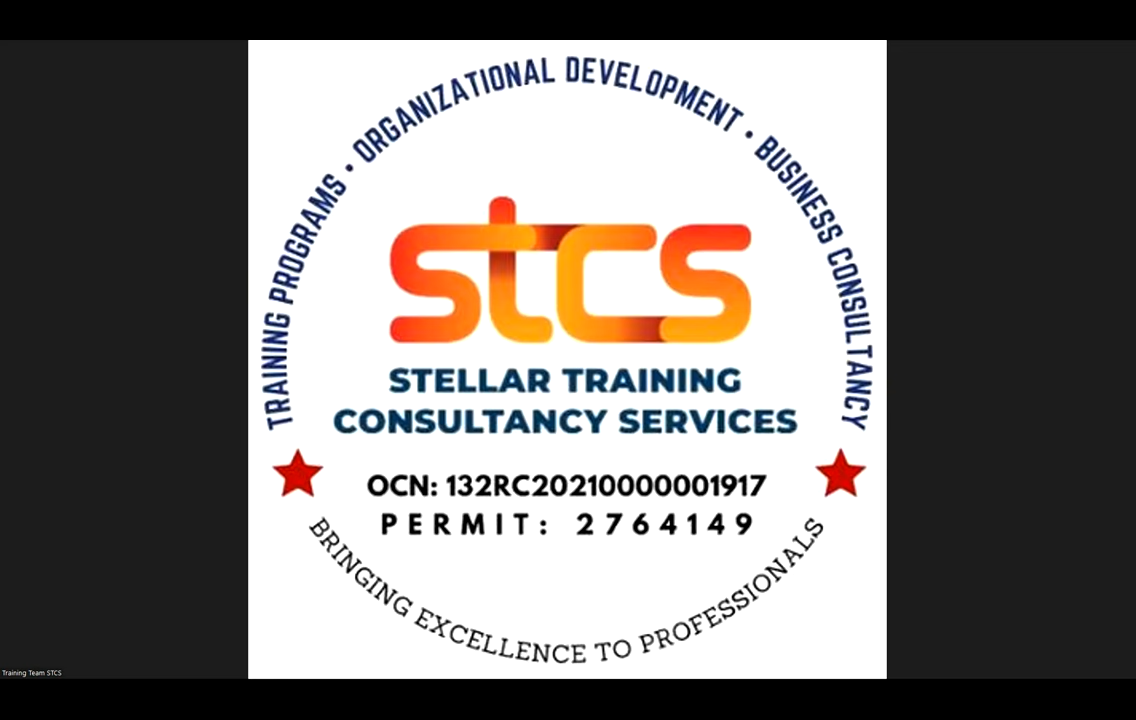 TRAINING PROGRAMS • ORGANIZATIONAL DEVELOPMENT • BUSINESS CONSULTANCY
stcs
STELLAR TRAINING
CONSULTANCY SERVICES
OCN: 132RC20210000001917
PERMIT: 2764149
BRINGING EXCELLENCE TO PROFESSIONALS
Training Team STCS